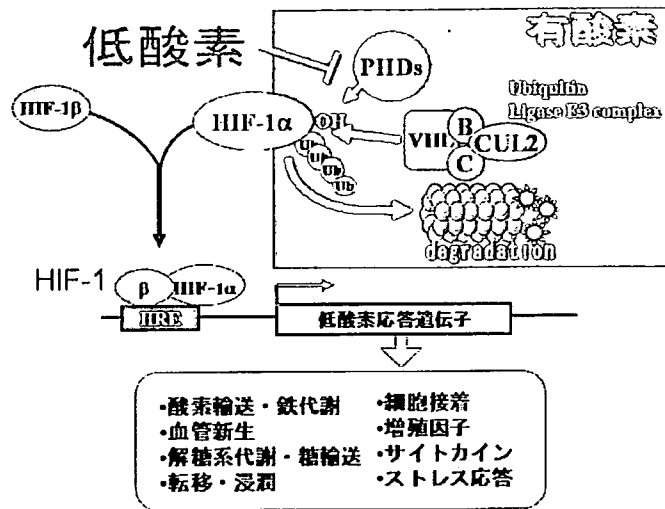 低酸素
有酸素
PHDs
HIF-1β
HIF-1α
OH
Ub
Ub
Ub
Ub
VHL
B
C
CUL2
Ubiquitin
Ligase E3 complex
degradation
HIF-1
β
HIF-1α
HRE
低酸素応答遺伝子
•酸素輸送・鉄代謝
•血管新生
•解糖系代謝・糖輸送
•転移・浸潤
•細胞接着
•増殖因子
•サイトカイン
•ストレス応答